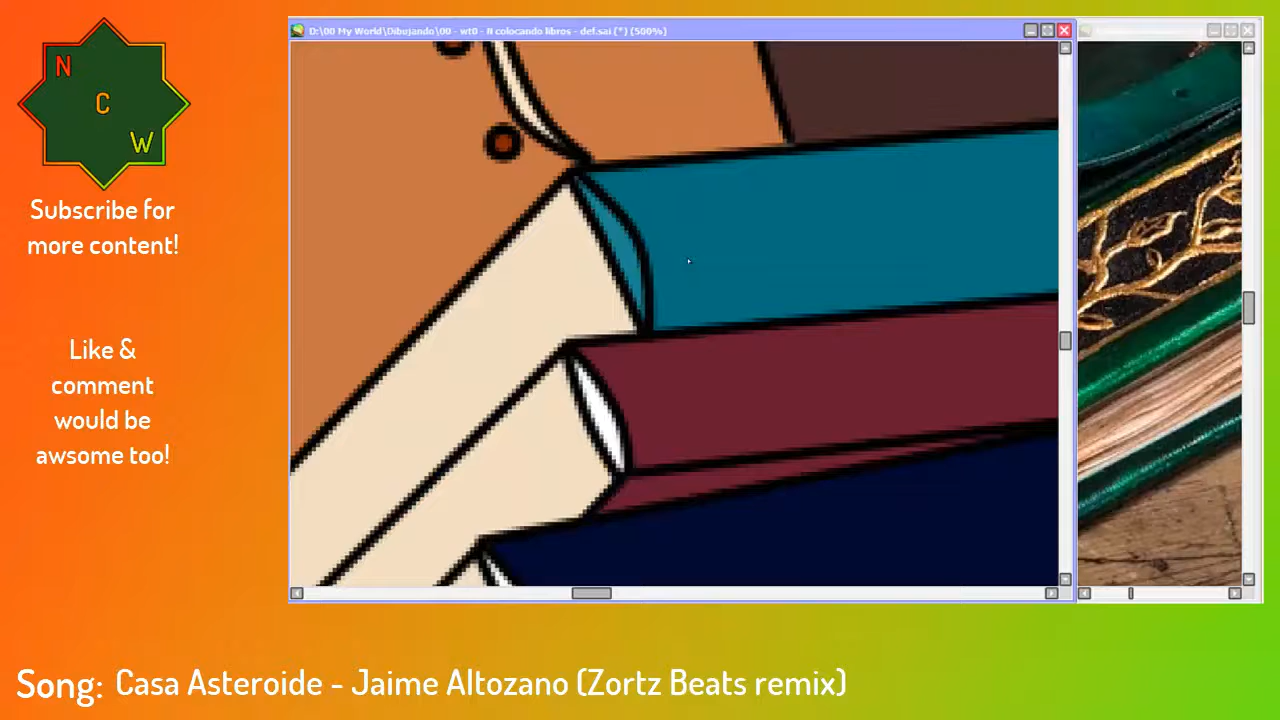 D:\00 My World\Dibujando\00 - wt0 - II colocando libros - def.sai (*) (500%)
N
C
W
Subscribe for
more content!
Like &
comment
would be
awsome too!
Song: Casa Asteroide - Jaime Altozano (Zortz Beats remix)